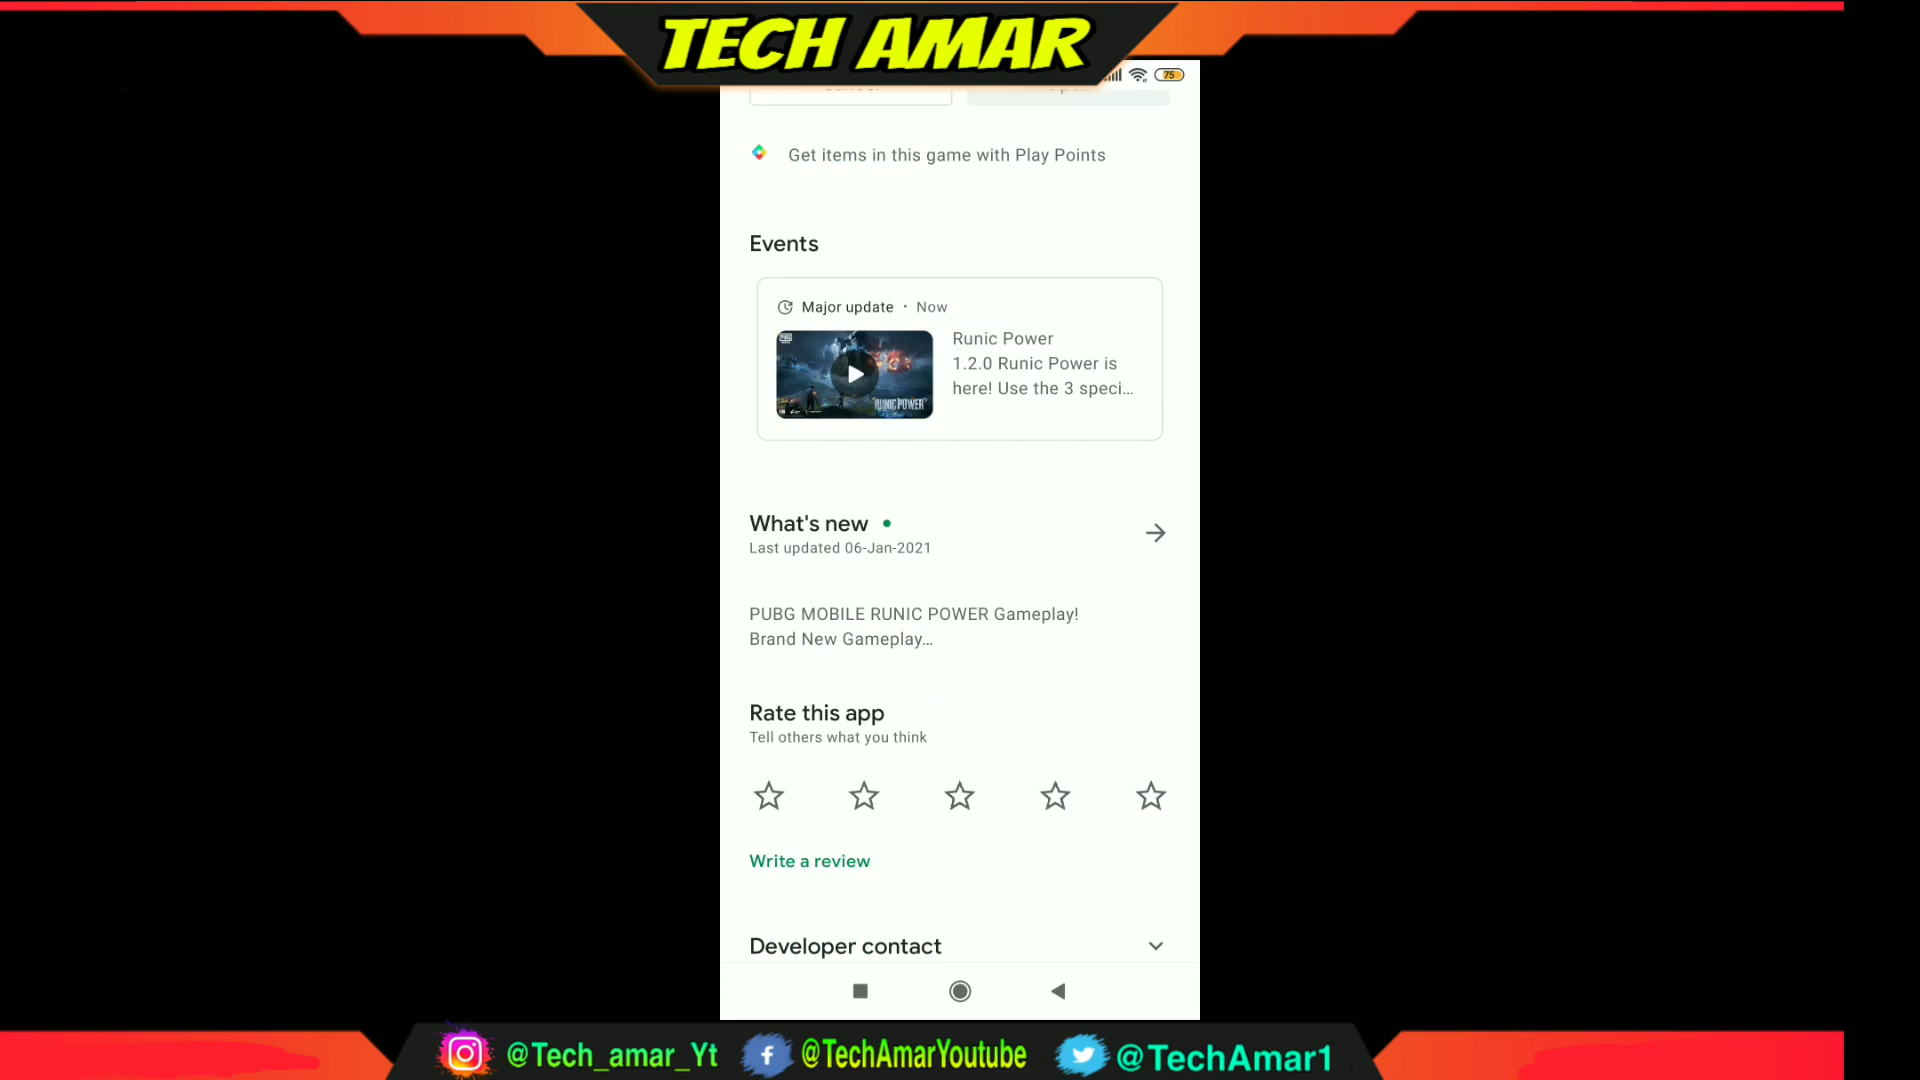 TECH AMAR
75
Get items in this game with Play Points
Events
Major update · Now
Runic Power
1.2.0 Runic Power is
here! Use the 3 speci...
RUNIC POWER
What's new
Last updated 06-Jan-2021
PUBG MOBILE RUNIC POWER Gameplay!
Brand New Gameplay...
Rate this app
Tell others what you think
Write a review
Developer contact
@Tech_amar_Yt
@TechAmarYoutube
@TechAmar1